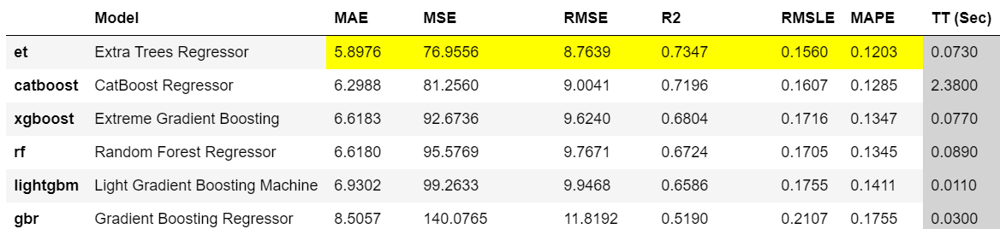 Model MAE MSE RMSE R2 RMSLE MAPE TT (Sec)
et Extra Trees Regressor 5.8976 76.9556 8.7639 0.7347 0.1560 0.1203 0.0730
catboost CatBoost Regressor 6.2988 81.2560 9.0041 0.7196 0.1607 0.1285 2.3800
xgboost Extreme Gradient Boosting 6.6183 92.6736 9.6240 0.6804 0.1716 0.1347 0.0770
rf Random Forest Regressor 6.6180 95.5769 9.7671 0.6724 0.1705 0.1345 0.0890
lightgbm Light Gradient Boosting Machine 6.9302 99.2633 9.9468 0.6586 0.1755 0.1411 0.0110
gbr Gradient Boosting Regressor 8.5057 140.0765 11.8192 0.5190 0.2107 0.1755 0.0300